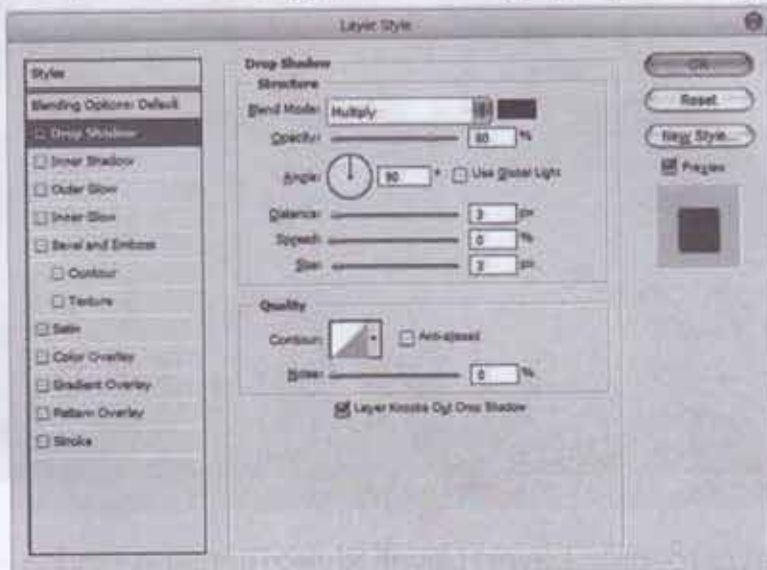 Layer Style
Styles
Blending Options: Default
Drop Shadow
Inner Shadow
Outer Glow
Inner Glow
Bevel and Emboss
Contour
Texture
Satin
Color Overlay
Gradient Overlay
Pattern Overlay
Stroke
Drop Shadow
Structure
Blend Mode: Multiply
Opacity: %
Angle: 90 ° Use Global Light
Distance: 3 px
Spread: 0 %
Size: 3 px
Quality
Contour: Anti-aliased
Noise: 0 %
Layer Knocks Out Drop Shadow
OK
Reset
New Style...
Preview